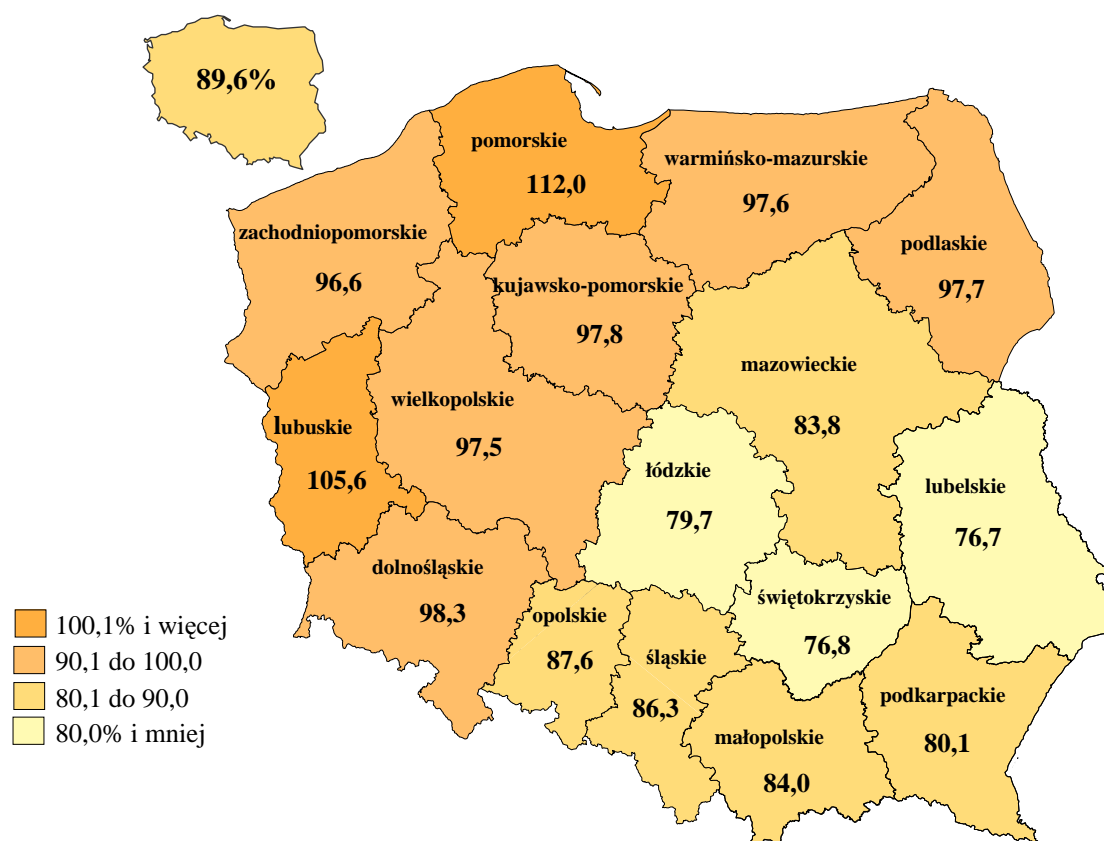 89,6%
pomorskie
112,0
warmińsko-mazurskie
97,6
zachodniopomorskie
96,6
podlaskie
97,7
kujawsko-pomorskie
97,8
mazowieckie
83,8
wielkopolskie
97,5
lubuskie
105,6
łódzkie
79,7
lubelskie
76,7
dolnośląskie
98,3
świętokrzyskie
76,8
opolskie
87,6
śląskie
86,3
podkarpackie
80,1
małopolskie
84,0
100,1% i więcej
90,1 do 100,0
80,1 do 90,0
80,0% i mniej